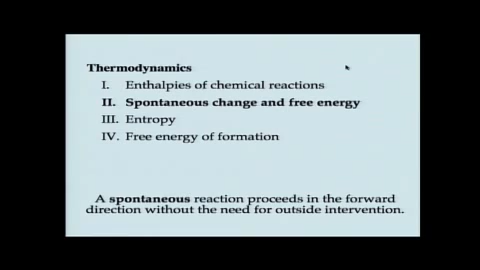 Thermodynamics
I. Enthalpies of chemical reactions
II. Spontaneous change and free energy
III. Entropy
IV. Free energy of formation
A spontaneous reaction proceeds in the forward
direction without the need for outside intervention.